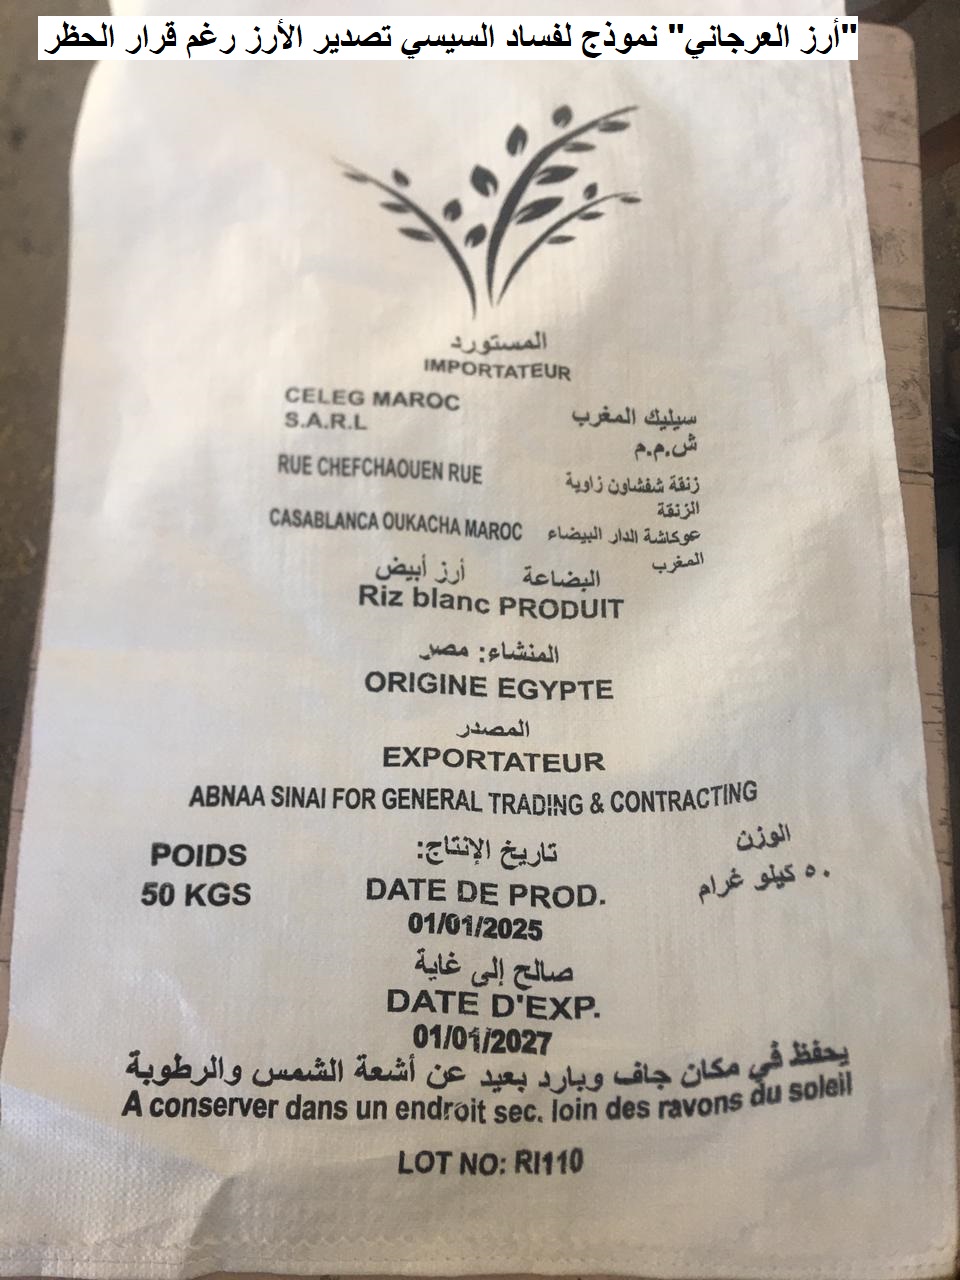 "أرز العرجاني" نموذج لفساد السيسي تصدير الأرز رغم قرار الحظر
المستورد
IMPORTATEUR
CELEG MAROC
S.A.R.L
سيليك المغرب
ش.م.م
RUE CHEFCHAOUEN RUE
زنقة شفشاون زاوية
الزنقة
CASABLANCA OUKACHA MAROC
عوكاشة الدار البيضاء
المغرب
البضاعة أرز أبيض
Riz blanc PRODUIT
المنشاء: مصر
ORIGINE EGYPTE
المصدر
EXPORTATEUR
ABNAA SINAI FOR GENERAL TRADING & CONTRACTING
POIDS
50 KGS
تاريخ الإنتاج:
DATE DE PROD.
01/01/2025
الوزن
٥٠ كيلو غرام
صالح إلى غاية
DATE D'EXP.
01/01/2027
يحفظ في مكان جاف وبارد بعيد عن أشعة الشمس والرطوبة
A conserver dans un endroit sec. loin des ravons du soleil
LOT NO: RI110